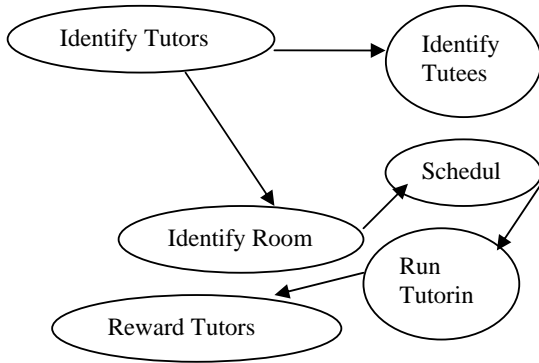 Identify Tutors
Identify
Tutees
Schedul
Identify Room
Run
Tutorin
Reward Tutors